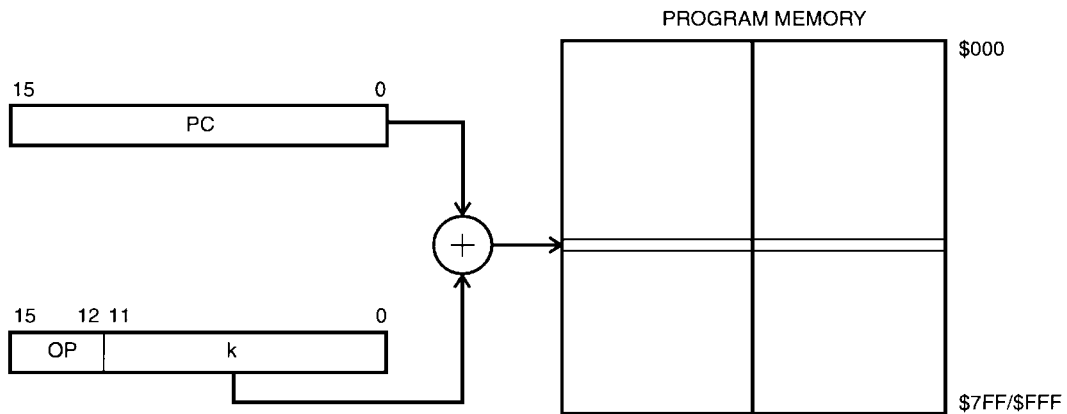 PROGRAM MEMORY
$000
15 0
PC
+
15 12 11 0
OP k
$7FF/$FFF